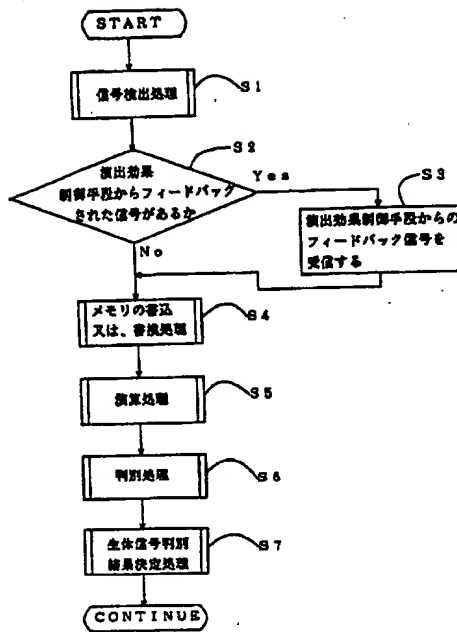 START
信号検出処理
S1
演出効果
制御手段からフィードバック
された信号があるか
S2
Yes
No
S3
演出効果制御手段からの
フィードバック信号を
受信する
メモリの書込
又は、書換処理
S4
演算処理
S5
判別処理
S6
生体信号判別
結果決定処理
S7
CONTINUE